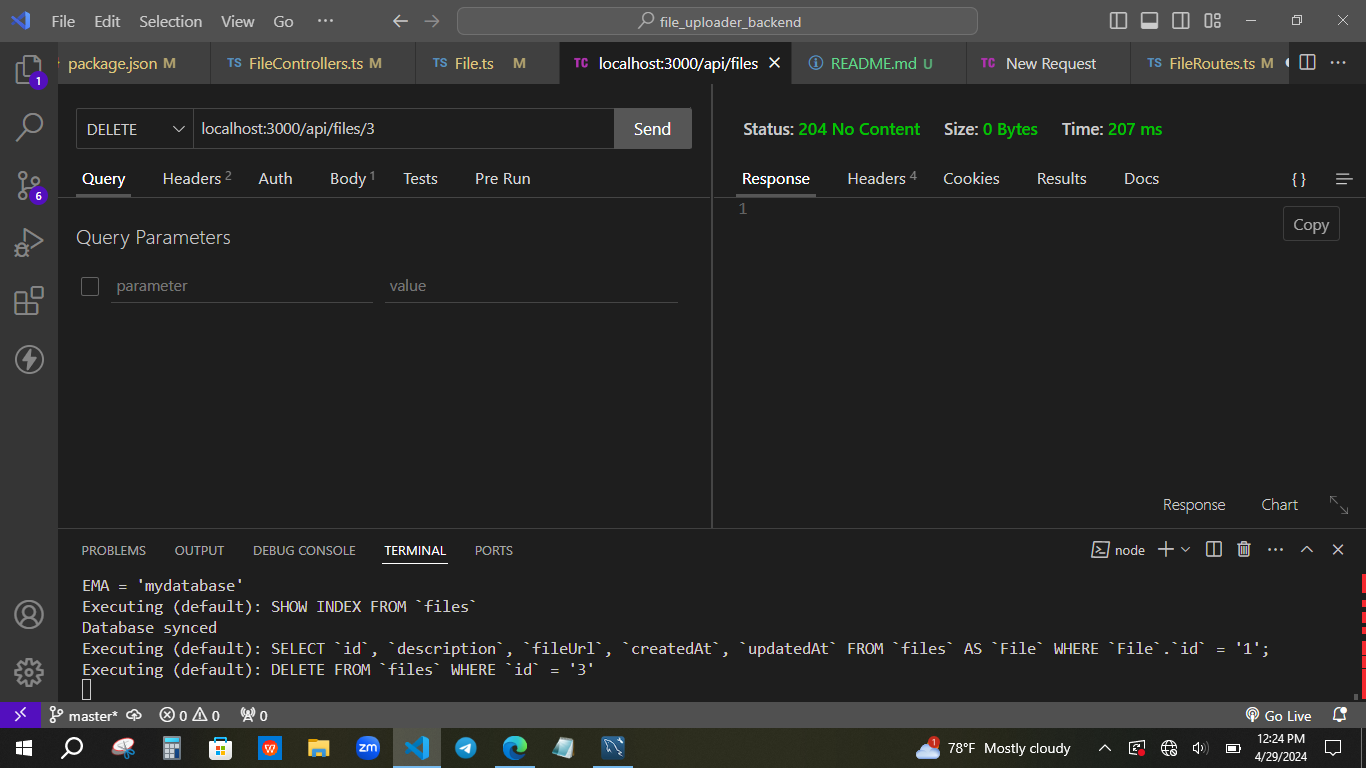 File Edit Selection View Go ··· file_uploader_backend
1 package.json M TS FileControllers.ts M TS File.ts M TC localhost:3000/api/files README.md U TC New Request TS FileRoutes.ts M
DELETE localhost:3000/api/files/3 Send
Status: 204 No Content Size: 0 Bytes Time: 207 ms
Query Headers 2 Auth Body 1 Tests Pre Run
Response Headers 4 Cookies Results Docs { }
6
1
Copy
Query Parameters
parameter value
Response Chart
PROBLEMS OUTPUT DEBUG CONSOLE TERMINAL PORTS node
EMA = 'mydatabase'
Executing (default): SHOW INDEX FROM `files`
Database synced
Executing (default): SELECT `id`, `description`, `fileUrl`, `createdAt`, `updatedAt` FROM `files` AS `File` WHERE `File`.`id` = '1';
Executing (default): DELETE FROM `files` WHERE `id` = '3'
master* 0 0 0 Go Live
zm 1 78°F Mostly cloudy 12:24 PM
4/29/2024